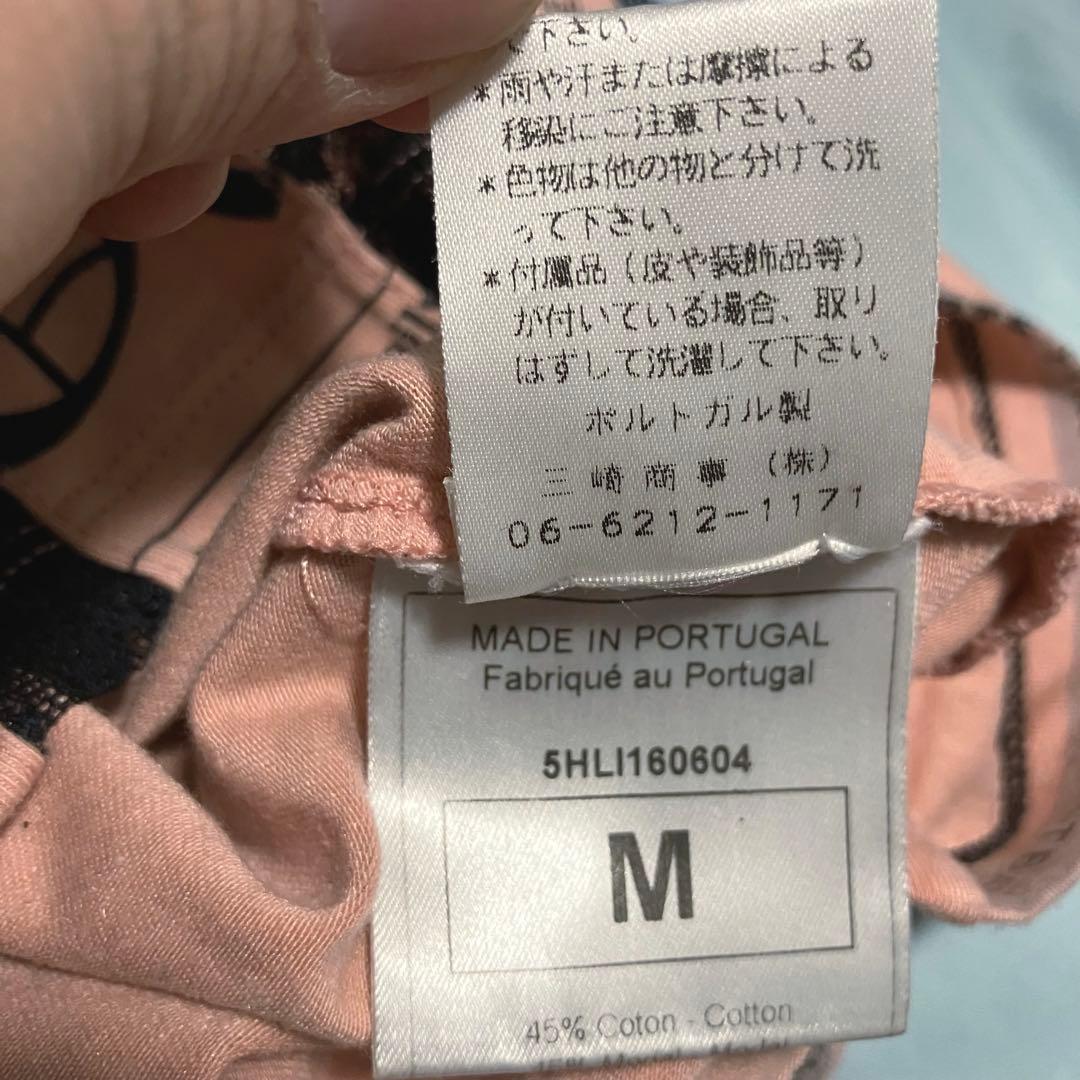 下さい。
*雨や汗または摩擦による
移染にご注意下さい。
*色物は他の物と分けて洗
って下さい。
*付属品(皮や装飾品等)
が付いている場合、取り
はずして洗濯して下さい。
ポルトガル製
三崎商事(株)
06-6212-1171
MADE IN PORTUGAL
Fabriqué au Portugal
5HLI160604
M
45% Coton - Cotton